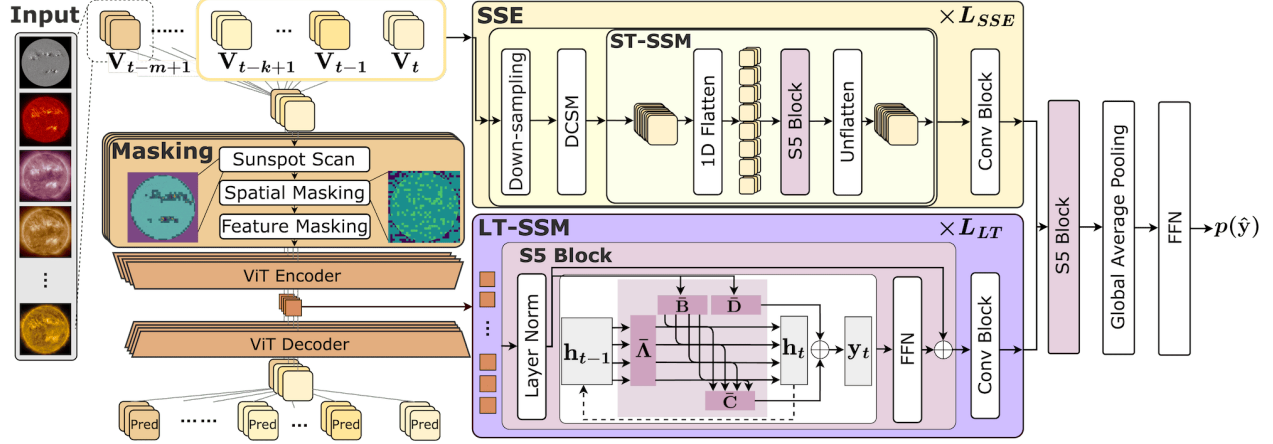 Input
⋮
......
...
V_{t-m+1}
V_{t-k+1}
V_{t-1}
V_t
Masking
Sunspot Scan
Spatial Masking
Feature Masking
ViT Encoder
ViT Decoder
Pred
... ...
Pred
...
Pred
Pred
SSE
×L_{SSE}
Down-sampling
DCSM
ST-SSM
1D Flatten
S5 Block
Unflatten
Conv Block
LT-SSM
×L_{LT}
S5 Block
...
Layer Norm
h_{t-1}
Λ̄
B̄
D̄
C̄
h_t
y_t
FFN
Conv Block
S5 Block
Global Average Pooling
FFN
p(ŷ)